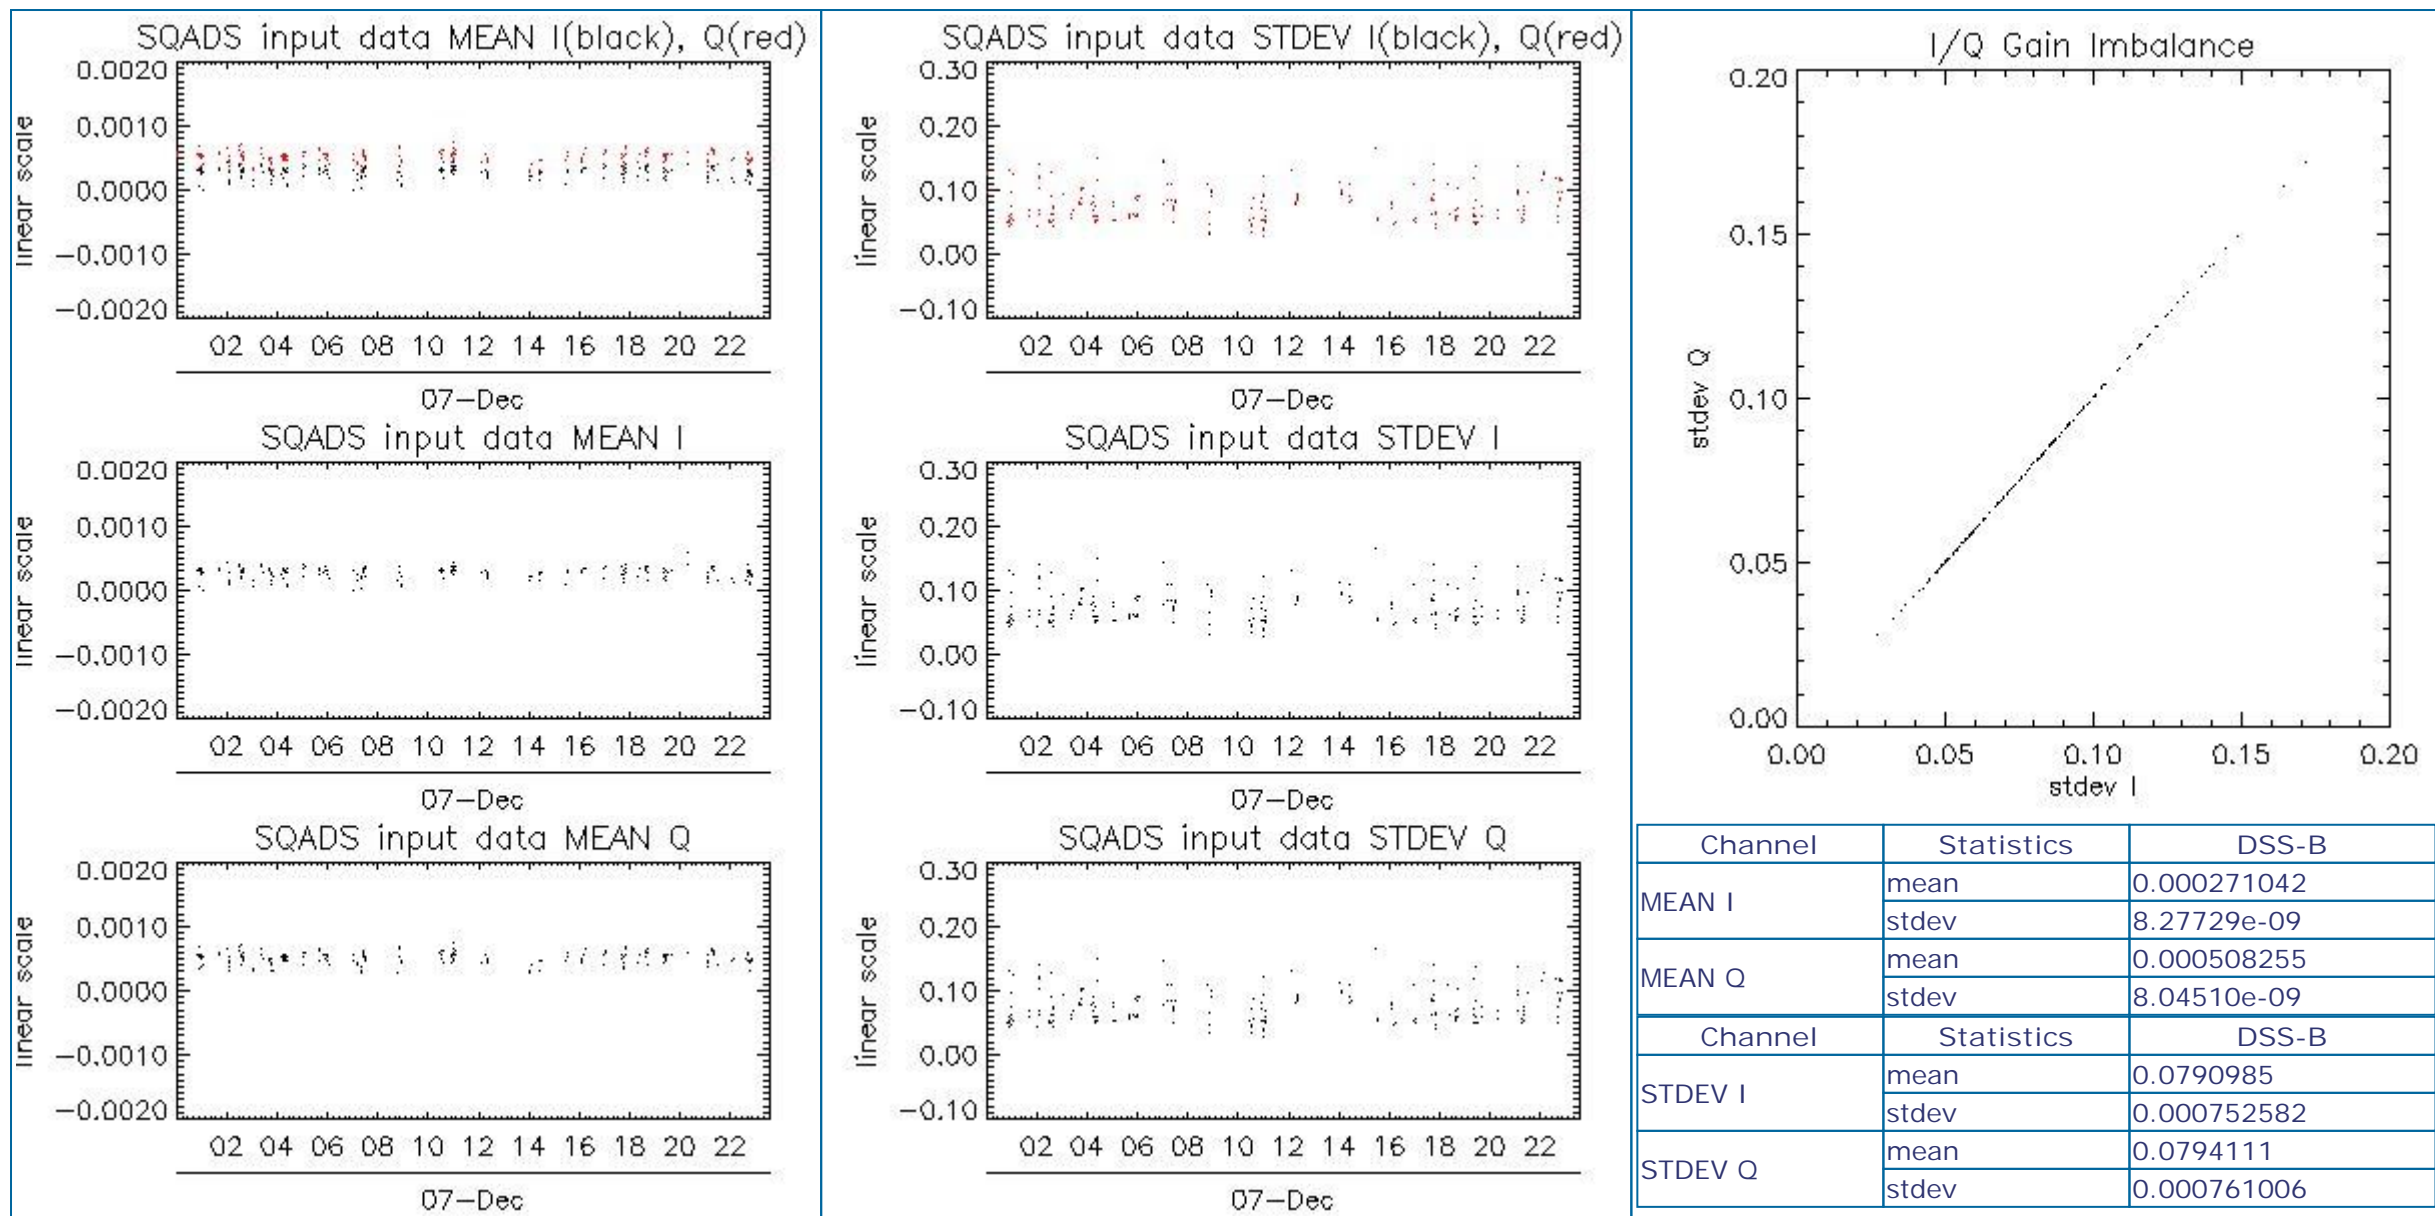 SQADS input data MEAN I(black), Q(red)
0.0020
0.0010
0.0000
-0.0010
-0.0020
linear scale
02 04 06 08 10 12 14 16 18 20 22
07-Dec
SQADS input data MEAN I
0.0020
0.0010
0.0000
-0.0010
-0.0020
linear scale
02 04 06 08 10 12 14 16 18 20 22
07-Dec
SQADS input data MEAN Q
0.0020
0.0010
0.0000
-0.0010
-0.0020
linear scale
02 04 06 08 10 12 14 16 18 20 22
07-Dec
SQADS input data STDEV I(black), Q(red)
0.30
0.20
0.10
0.00
-0.10
linear scale
02 04 06 08 10 12 14 16 18 20 22
07-Dec
SQADS input data STDEV I
0.30
0.20
0.10
0.00
-0.10
linear scale
02 04 06 08 10 12 14 16 18 20 22
07-Dec
SQADS input data STDEV Q
0.30
0.20
0.10
0.00
-0.10
linear scale
02 04 06 08 10 12 14 16 18 20 22
07-Dec
I/Q Gain Imbalance
0.20
0.15
0.10
0.05
0.00
stdev Q
0.00 0.05 0.10 0.15 0.20
stdev I
Channel Statistics DSS-B
MEAN I mean 0.000271042
stdev 8.27729e-09
MEAN Q mean 0.000508255
stdev 8.04510e-09
Channel Statistics DSS-B
STDEV I mean 0.0790985
stdev 0.000752582
STDEV Q mean 0.0794111
stdev 0.000761006